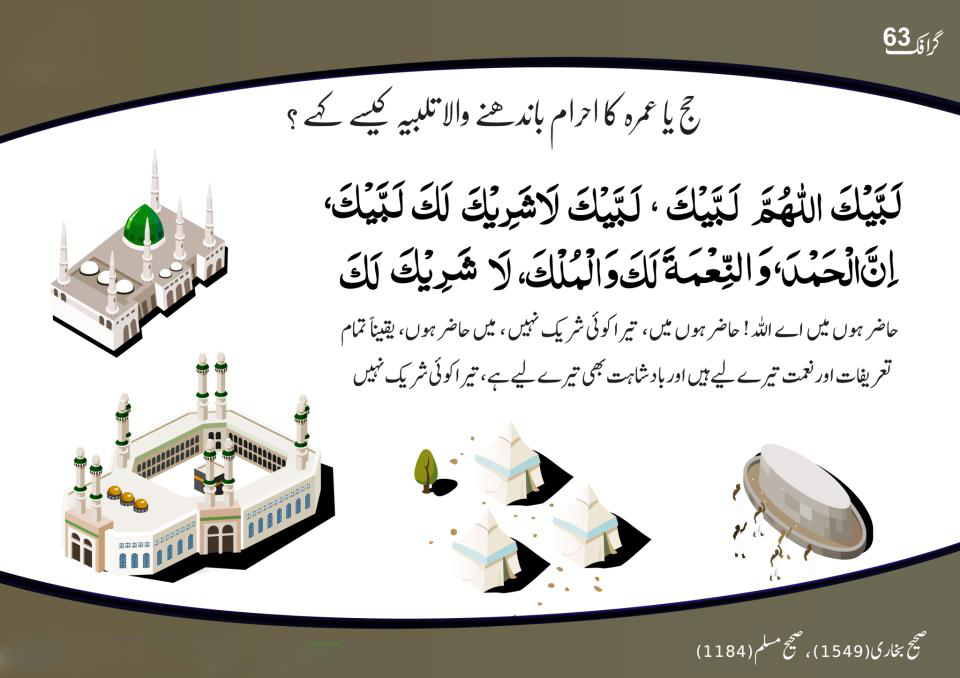 گرافک 63
حج یا عمرہ کا احرام باندھنے والا تلبیہ کیسے کہے ؟
لَبَّيْكَ اللّٰهُمَّ لَبَّيْكَ ، لَبَّيْكَ لَاشَرِيْكَ لَكَ لَبَّيْكَ،
اِنَّ الْحَمْدَ، وَالنِّعْمَةَ لَكَ وَالْمُلْكَ، لَا شَرِيْكَ لَكَ
حاضر ہوں میں اے اللہ ! حاضر ہوں میں، تیرا کوئی شریک نہیں، میں حاضر ہوں، یقیناً تمام
تعریفات اور نعمت تیرے لیے ہیں اور بادشاہت بھی تیرے لیے ہے، تیرا کوئی شریک نہیں
صحیح بخاری(1549)، صحیح مسلم(1184)